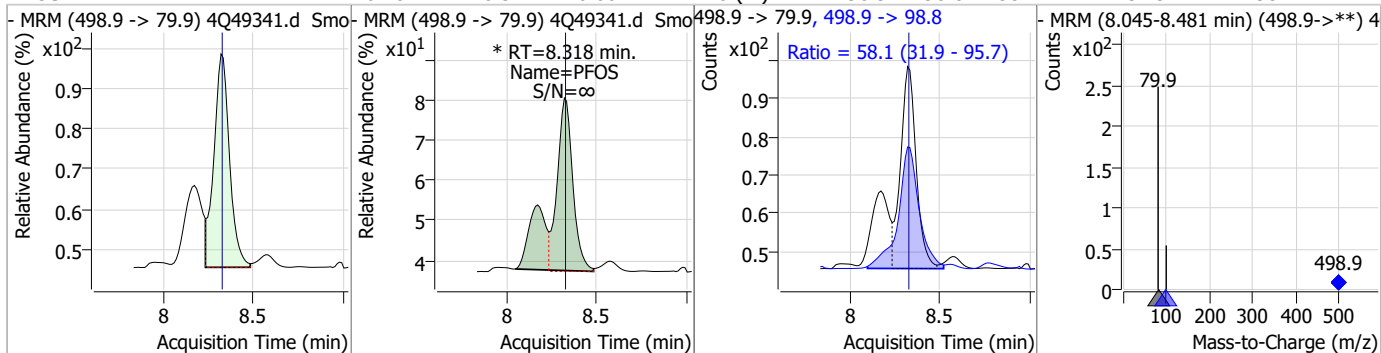 - MRM (498.9 -> 79.9) 4Q49341.d Smo
x10²
Relative Abundance (%)
0.9
0.8
0.7
0.6
0.5
8
8.5
Acquisition Time (min)
- MRM (498.9 -> 79.9) 4Q49341.d Smo
x10¹
* RT=8.318 min.
Name=PFOS
S/N=∞
Relative Abundance (%)
8
7
6
5
4
8
8.5
Acquisition Time (min)
498.9 -> 79.9, 498.9 -> 98.8
x10²
Ratio = 58.1 (31.9 - 95.7)
Counts
0.9
0.8
0.7
0.6
0.5
8
8.5
Acquisition Time (min)
- MRM (8.045-8.481 min) (498.9->**) 4
x10²
Counts
79.9
2.5
2
1.5
1
0.5
0
498.9
100 200 300 400 500
Mass-to-Charge (m/z)